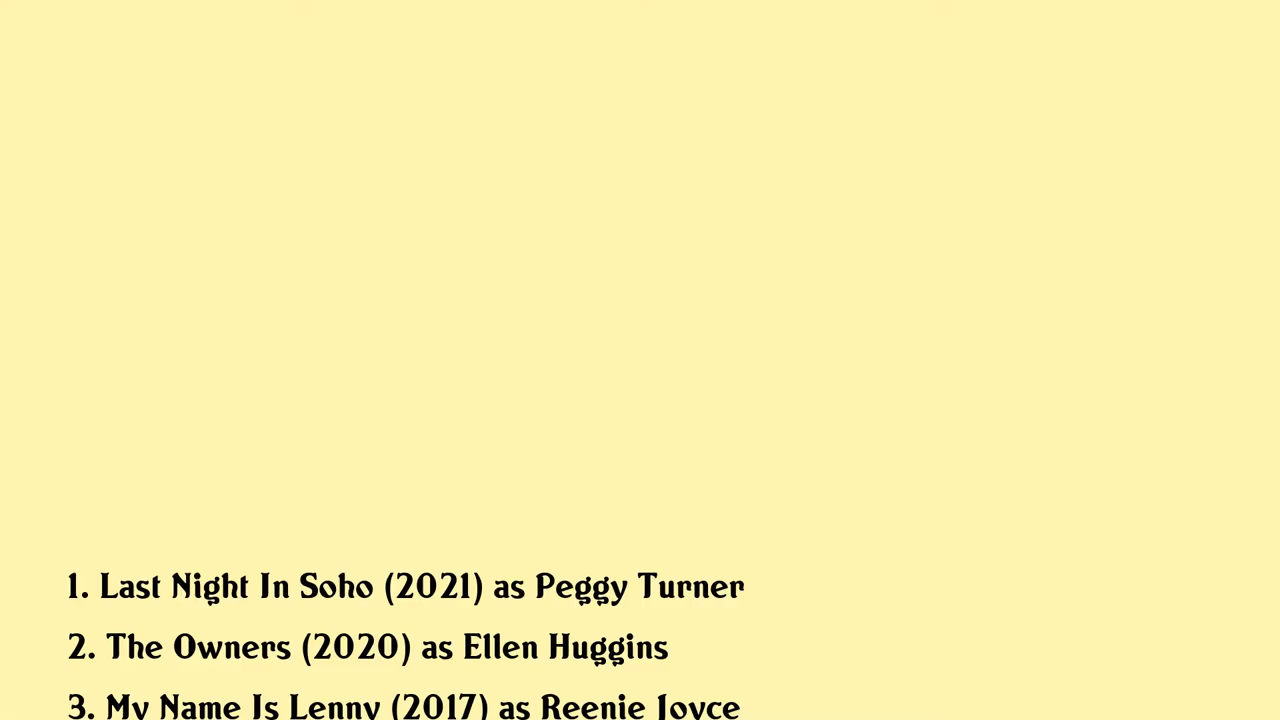 1. Last Night In Soho (2021) as Peggy Turner
2. The Owners (2020) as Ellen Huggins
3. My Name Is Lenny (2017) as Reenie Joyce